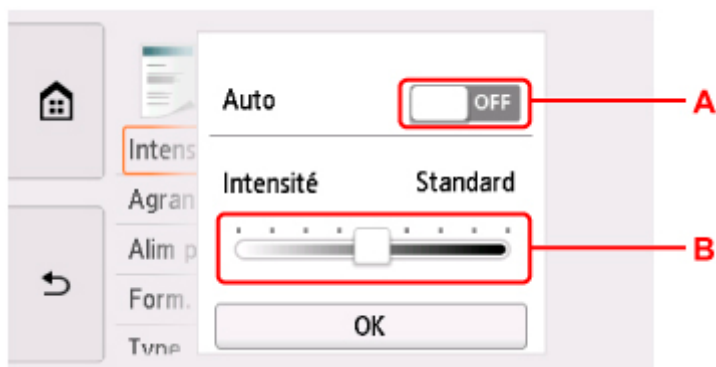 Auto OFF A
Intens
Intensité Standard
Agran
Alim p B
Form.
OK
Type